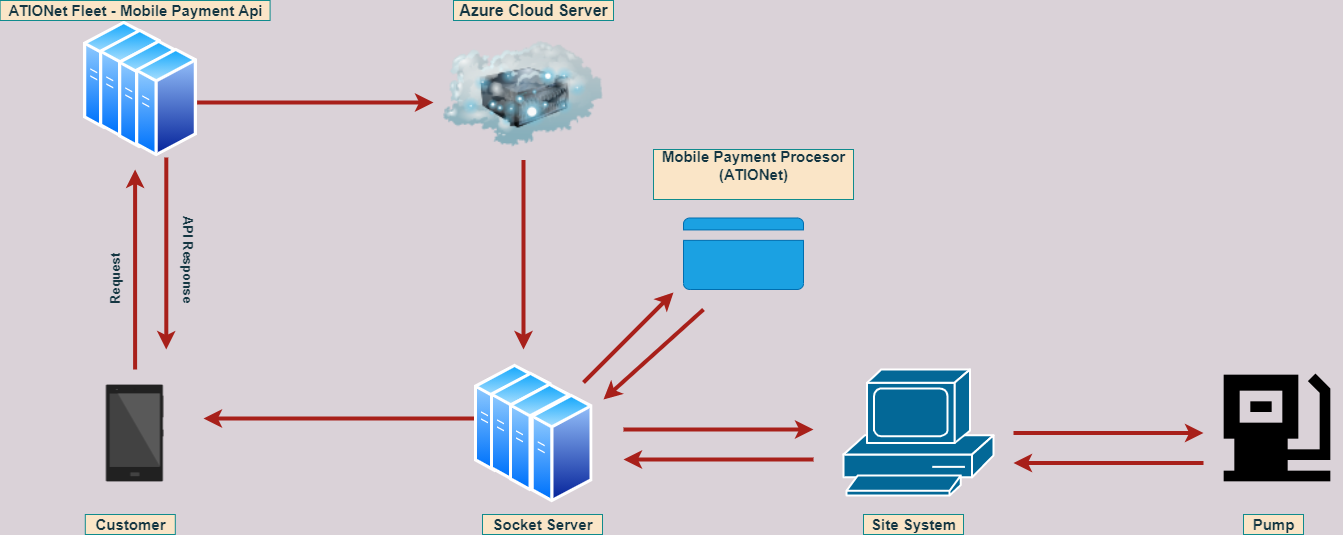 ATIONet Fleet - Mobile Payment Api
Azure Cloud Server
Mobile Payment Procesor
(ATIONet)
Request
API Response
Customer
Socket Server
Site System
Pump